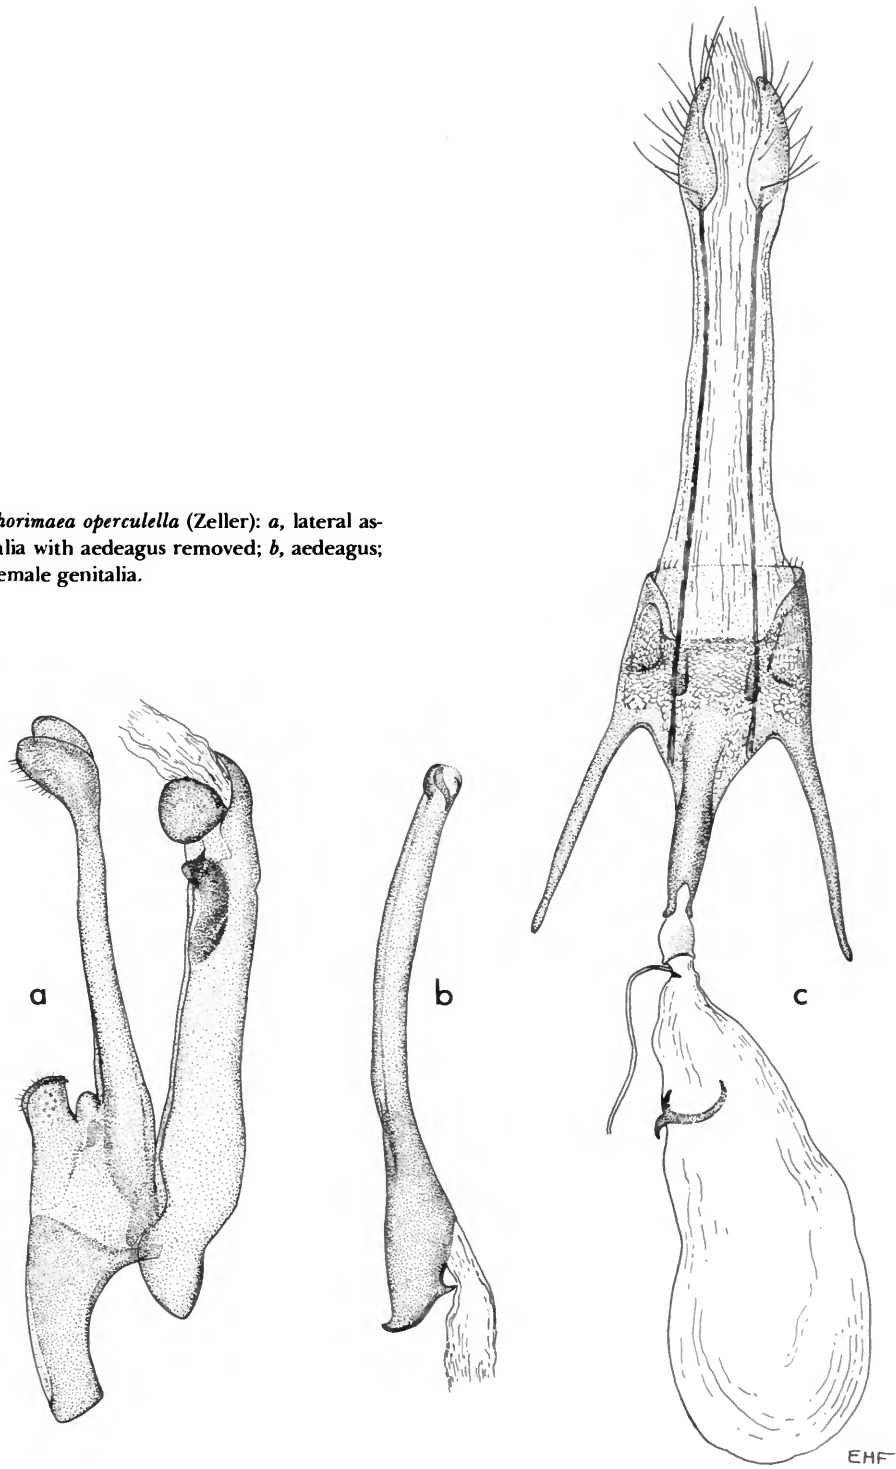 horimaea operculella (Zeller): a, lateral as-
alia with aedeagus removed; b, aedeagus;
emale genitalia.
a
b
c
EHF